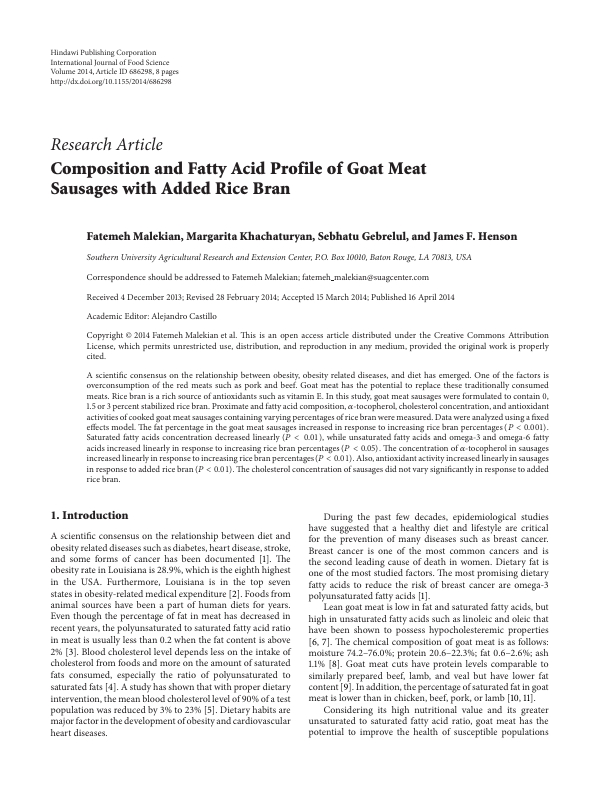 Hindawi Publishing Corporation
International Journal of Food Science
Volume 2014, Article ID 686298, 8 pages
http://dx.doi.org/10.1155/2014/686298
Research Article
Composition and Fatty Acid Profile of Goat Meat
Sausages with Added Rice Bran
Fatemeh Malekian, Margarita Khachaturyan, Sebhatu Gebrelul, and James F. Henson
Southern University Agricultural Research and Extension Center, P.O. Box 10010, Baton Rouge, LA 70813, USA
Correspondence should be addressed to Fatemeh Malekian; fatemeh_malekian@suagcenter.com
Received 4 December 2013; Revised 28 February 2014; Accepted 15 March 2014; Published 16 April 2014
Academic Editor: Alejandro Castillo
Copyright © 2014 Fatemeh Malekian et al. This is an open access article distributed under the Creative Commons Attribution
License, which permits unrestricted use, distribution, and reproduction in any medium, provided the original work is properly
cited.
A scientific consensus on the relationship between obesity, obesity related diseases, and diet has emerged. One of the factors is
overconsumption of the red meats such as pork and beef. Goat meat has the potential to replace these traditionally consumed
meats. Rice bran is a rich source of antioxidants such as vitamin E. In this study, goat meat sausages were formulated to contain 0,
1.5 or 3 percent stabilized rice bran. Proximate and fatty acid composition, α-tocopherol, cholesterol concentration, and antioxidant
activities of cooked goat meat sausages containing varying percentages of rice bran were measured. Data were analyzed using a fixed
effects model. The fat percentage in the goat meat sausages increased in response to increasing rice bran percentages (P < 0.001).
Saturated fatty acids concentration decreased linearly (P < 0.01), while unsaturated fatty acids and omega-3 and omega-6 fatty
acids increased linearly in response to increasing rice bran percentages (P < 0.05). The concentration of α-tocopherol in sausages
increased linearly in response to increasing rice bran percentages (P < 0.01). Also, antioxidant activity increased linearly in sausages
in response to added rice bran (P < 0.01). The cholesterol concentration of sausages did not vary significantly in response to added
rice bran.
1. Introduction
A scientific consensus on the relationship between diet and
obesity related diseases such as diabetes, heart disease, stroke,
and some forms of cancer has been documented [1]. The
obesity rate in Louisiana is 28.9%, which is the eighth highest
in the USA. Furthermore, Louisiana is in the top seven
states in obesity-related medical expenditure [2]. Foods from
animal sources have been a part of human diets for years.
Even though the percentage of fat in meat has decreased in
recent years, the polyunsaturated to saturated fatty acid ratio
in meat is usually less than 0.2 when the fat content is above
2% [3]. Blood cholesterol level depends less on the intake of
cholesterol from foods and more on the amount of saturated
fats consumed, especially the ratio of polyunsaturated to
saturated fats [4]. A study has shown that with proper dietary
intervention, the mean blood cholesterol level of 90% of a test
population was reduced by 3% to 23% [5]. Dietary habits are
major factor in the development of obesity and cardiovascular
heart diseases.
During the past few decades, epidemiological studies
have suggested that a healthy diet and lifestyle are critical
for the prevention of many diseases such as breast cancer.
Breast cancer is one of the most common cancers and is
the second leading cause of death in women. Dietary fat is
one of the most studied factors. The most promising dietary
fatty acids to reduce the risk of breast cancer are omega-3
polyunsaturated fatty acids [1].
Lean goat meat is low in fat and saturated fatty acids, but
high in unsaturated fatty acids such as linoleic and oleic that
have been shown to possess hypocholesteremic properties
[6, 7]. The chemical composition of goat meat is as follows:
moisture 74.2–76.0%; protein 20.6–22.3%; fat 0.6–2.6%; ash
1.1% [8]. Goat meat cuts have protein levels comparable to
similarly prepared beef, lamb, and veal but have lower fat
content [9]. In addition, the percentage of saturated fat in goat
meat is lower than in chicken, beef, pork, or lamb [10, 11].
Considering its high nutritional value and its greater
unsaturated to saturated fatty acid ratio, goat meat has the
potential to improve the health of susceptible populations